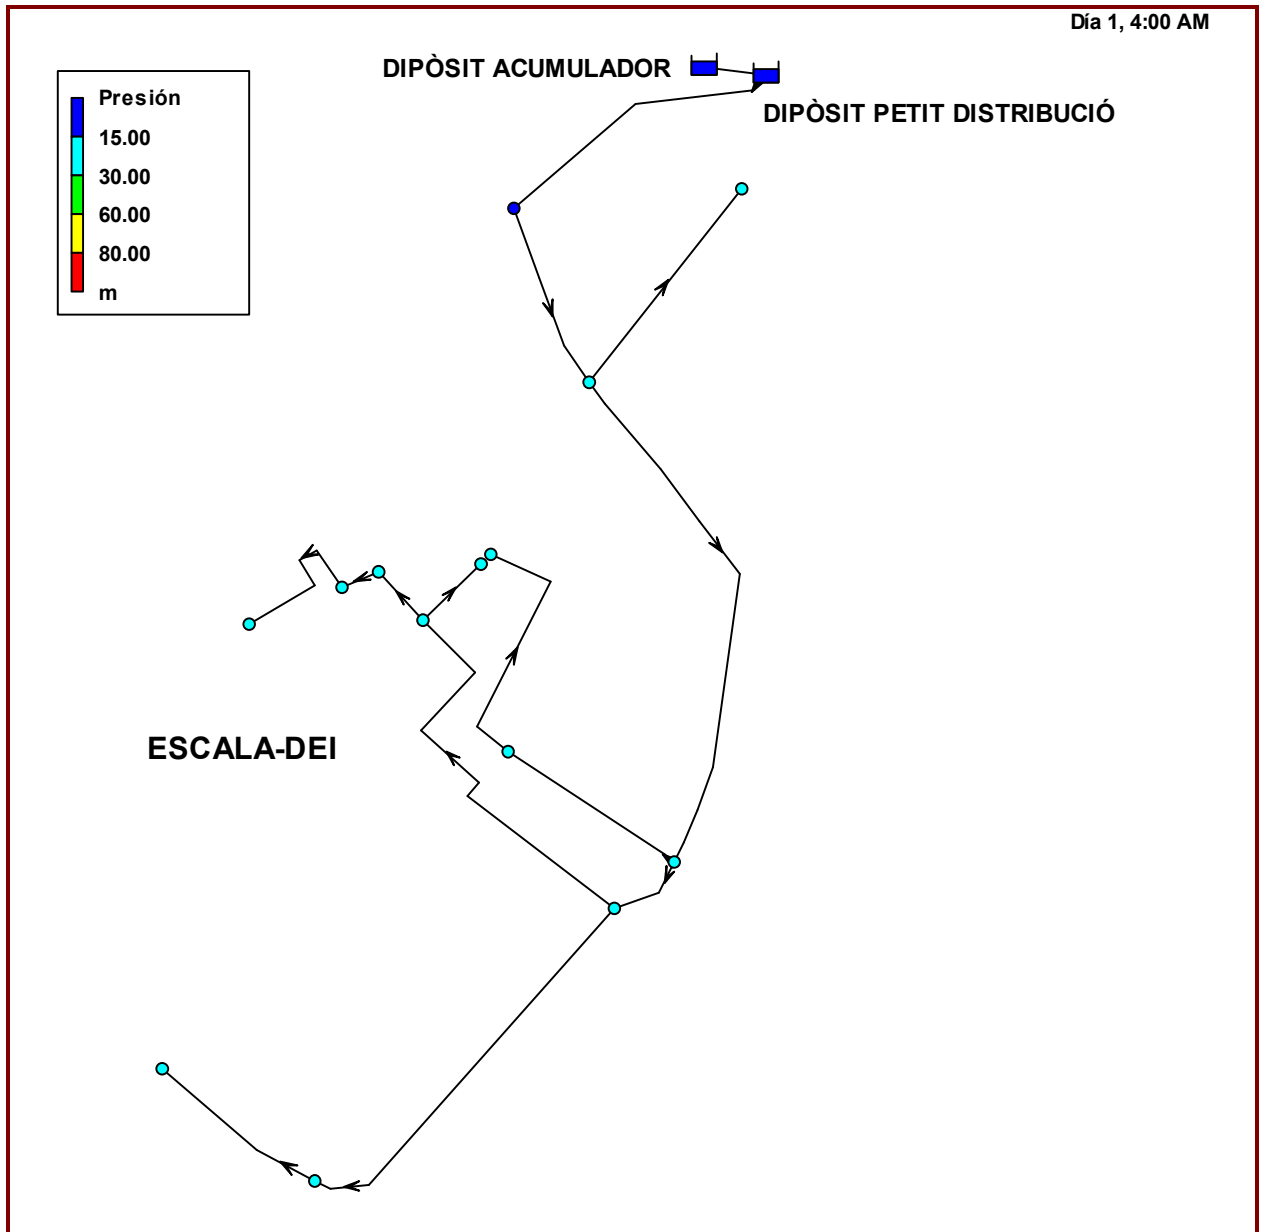 Día 1, 4:00 AM
DIPÒSIT ACUMULADOR
DIPÒSIT PETIT DISTRIBUCIÓ
Presión
15.00
30.00
60.00
80.00
m
ESCALA-DEI